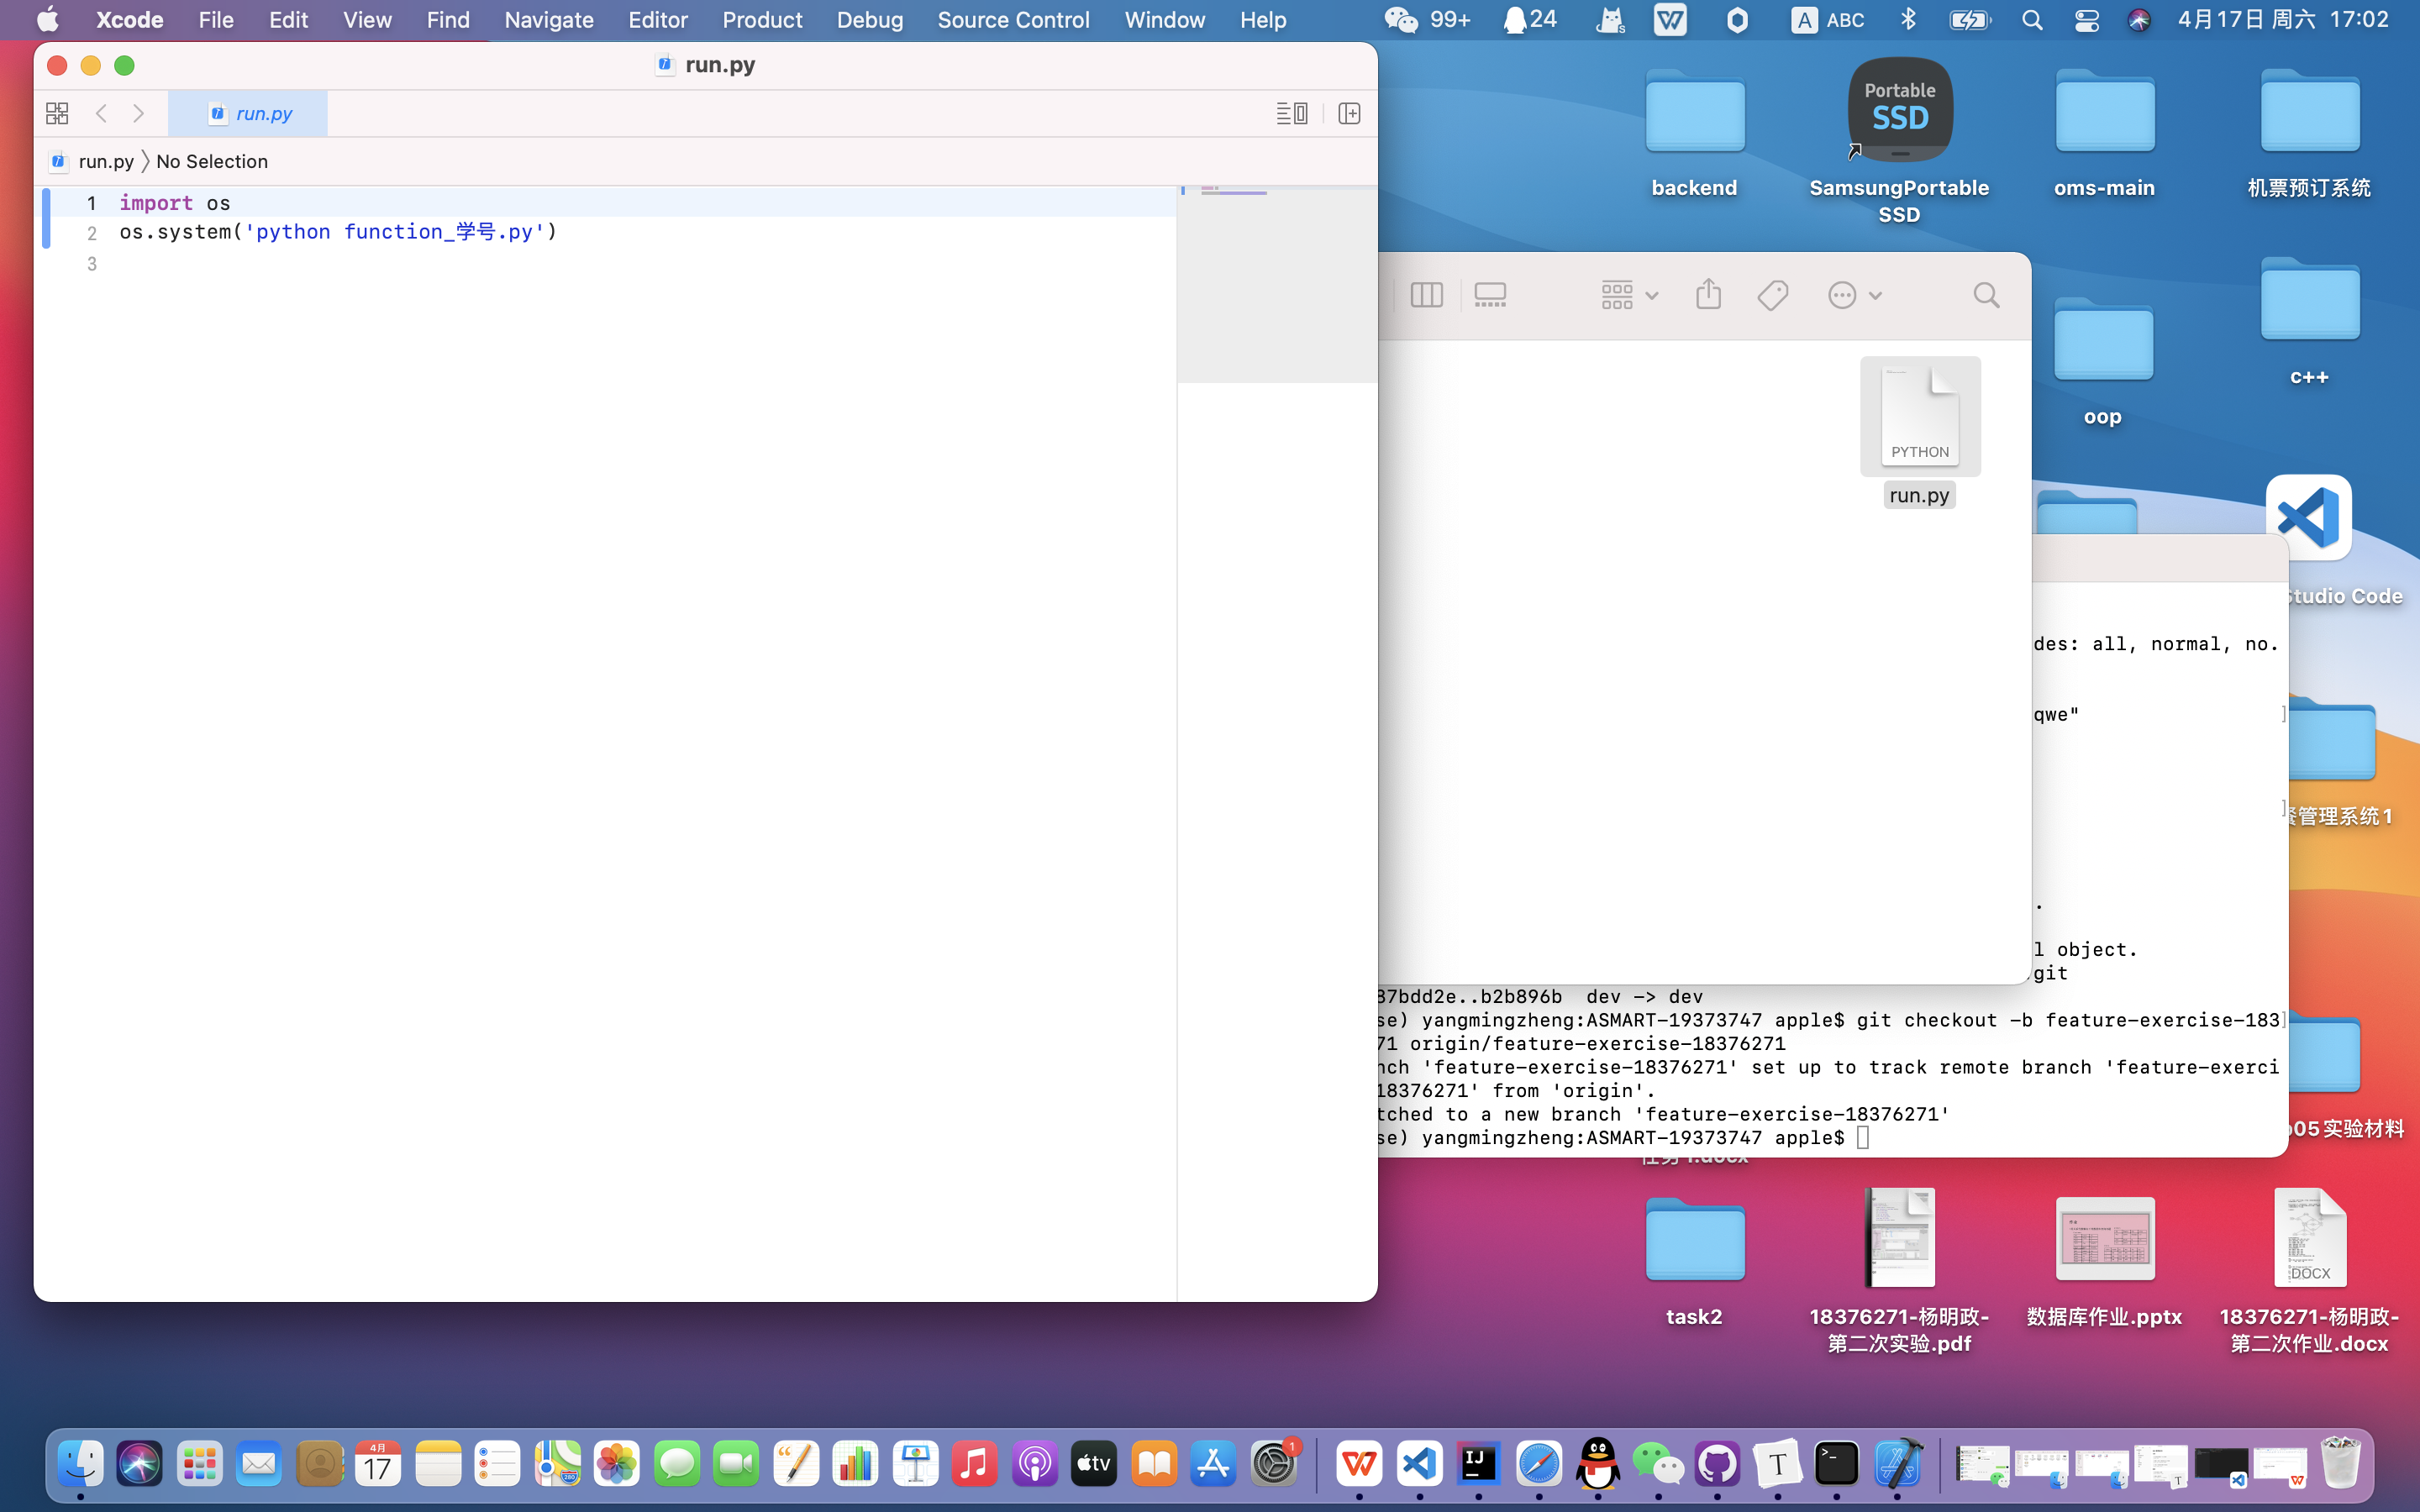 Xcode File Edit View Find Navigate Editor Product Debug Source Control Window Help 99+ 24 A ABC 4月17日 周六 17:02
run.py
run.py
run.py No Selection
1 import os
2 os.system('python function_学号.py')
3
backend
Portable SSD
SamsungPortable
SSD
oms-main
机票预订系统
oop
c++
PYTHON
run.py
Studio Code
des: all, normal, no.
qwe"
管理系统1
.
l object.
git
87bdd2e..b2b896b dev -> dev
se) yangmingzheng:ASMART-19373747 apple$ git checkout -b feature-exercise-183
71 origin/feature-exercise-18376271
nch 'feature-exercise-18376271' set up to track remote branch 'feature-exerci
18376271' from 'origin'.
tched to a new branch 'feature-exercise-18376271'
se) yangmingzheng:ASMART-19373747 apple$
05实验材料
task2
18376271-杨明政-
第二次实验.pdf
数据库作业.pptx
DOCX
18376271-杨明政-
第二次作业.docx
4月
17
280
tv
1
IJ
T